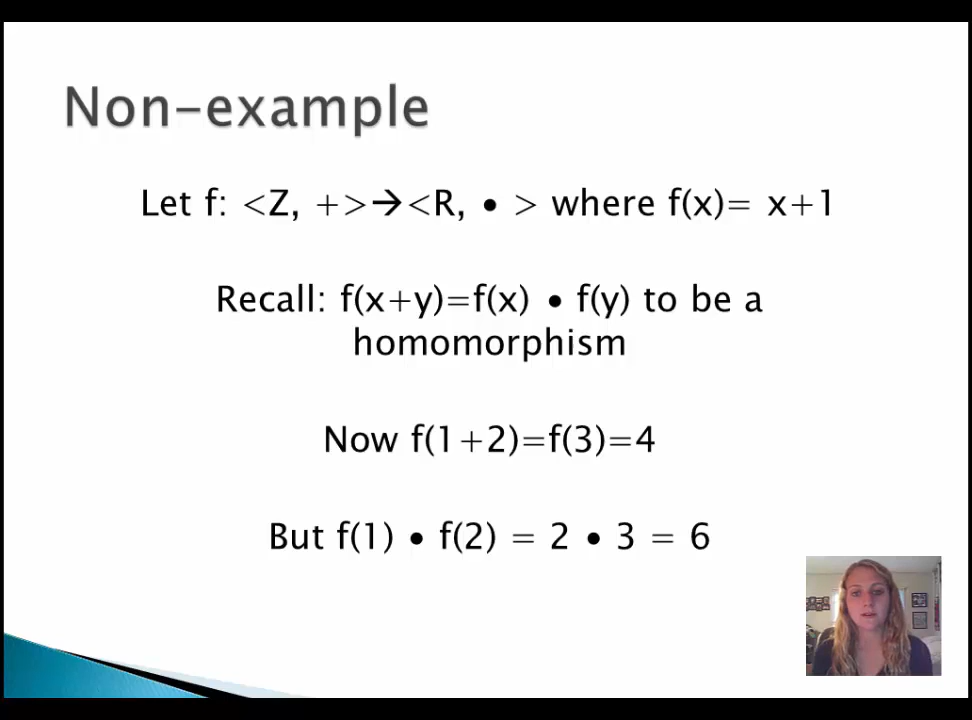 Non-example
Let f: <Z, +>→<R, • > where f(x)= x+1
Recall: f(x+y)=f(x) • f(y) to be a
homomorphism
Now f(1+2)=f(3)=4
But f(1) • f(2) = 2 • 3 = 6